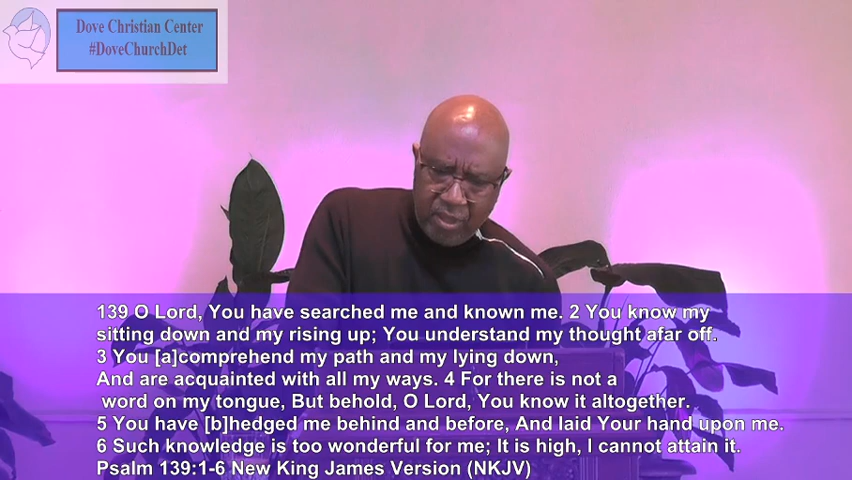 Dove Christian Center
#DoveChurchDet
139 O Lord, You have searched me and known me. 2 You know my
sitting down and my rising up; You understand my thought afar off.
3 You [a]comprehend my path and my lying down,
And are acquainted with all my ways. 4 For there is not a
word on my tongue, But behold, O Lord, You know it altogether.
5 You have [b]hedged me behind and before, And laid Your hand upon me.
6 Such knowledge is too wonderful for me; It is high, I cannot attain it.
Psalm 139:1-6 New King James Version (NKJV)